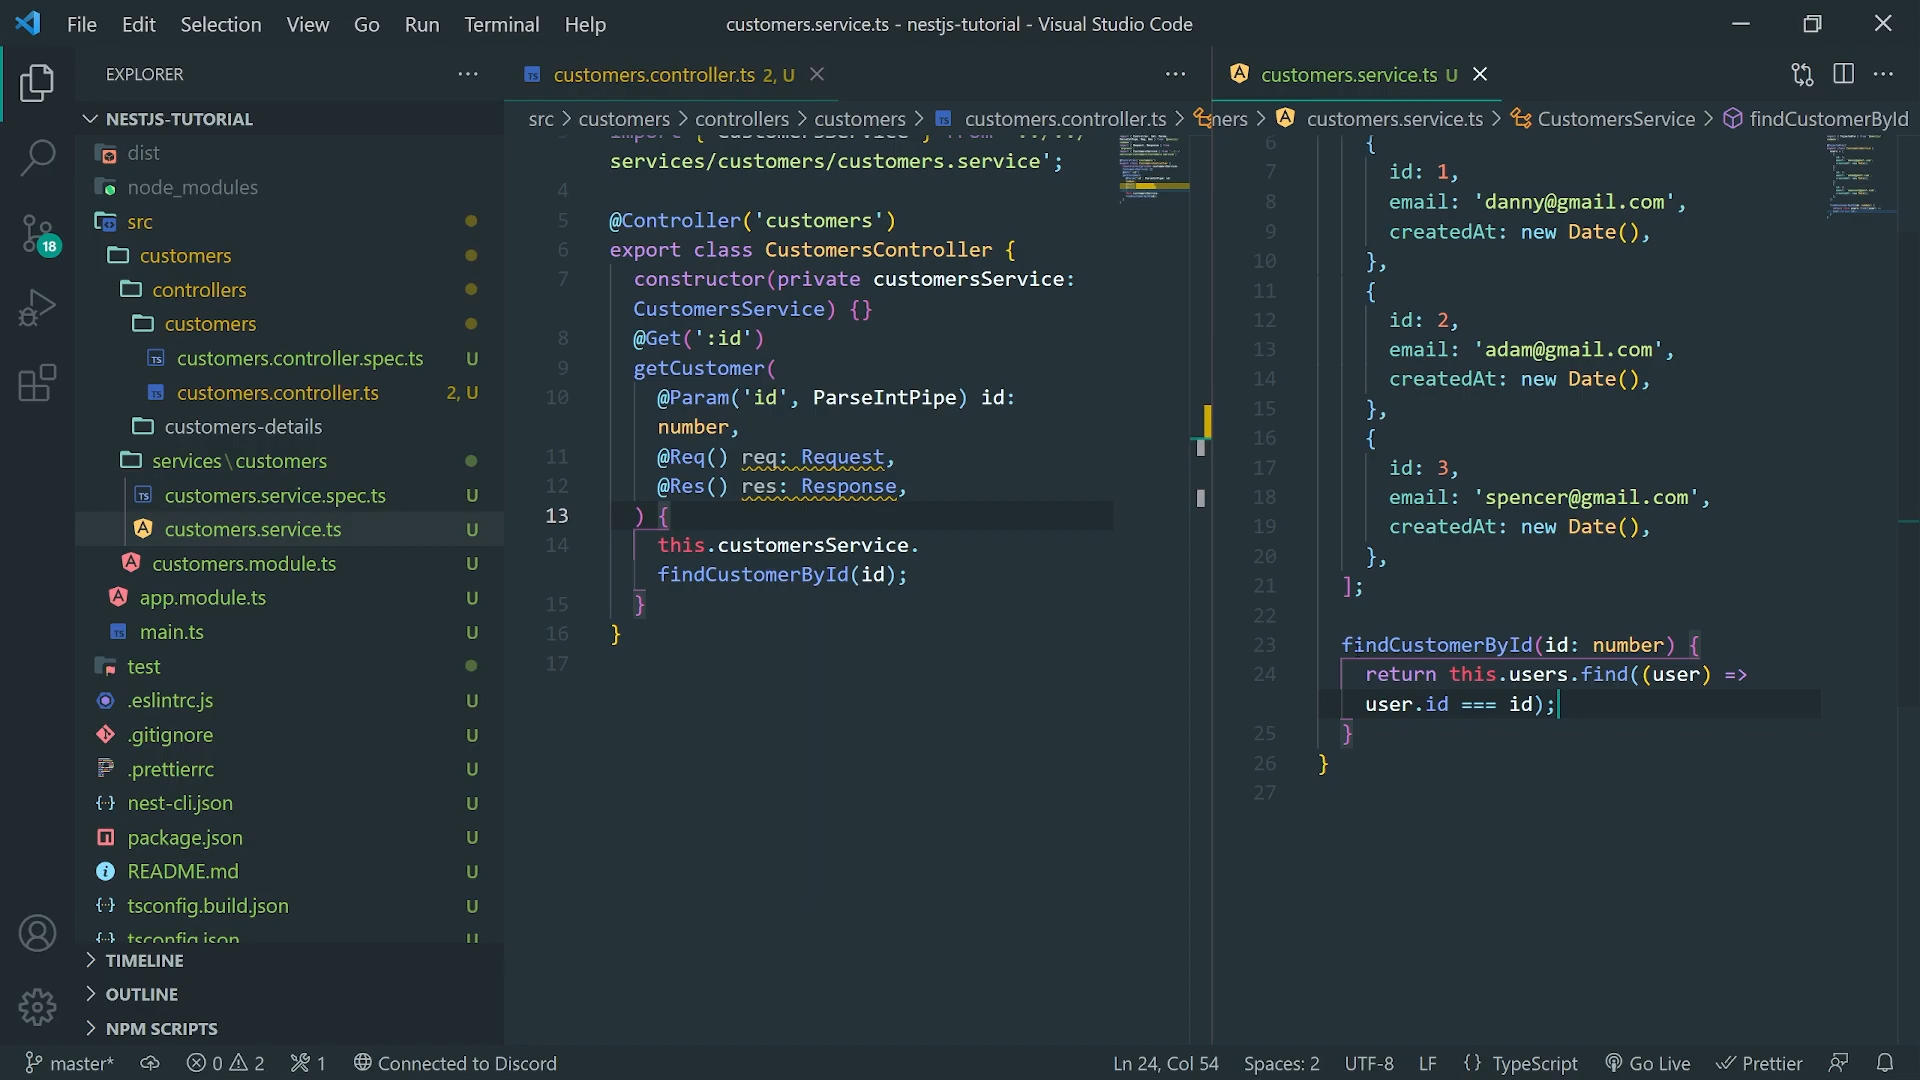 File Edit Selection View Go Run Terminal Help
customers.service.ts - nestjs-tutorial - Visual Studio Code
EXPLORER
NESTJS-TUTORIAL
dist
node_modules
src
customers
controllers
customers
customers.controller.spec.ts U
customers.controller.ts 2, U
customers-details
services\customers
customers.service.spec.ts U
customers.service.ts U
customers.module.ts U
app.module.ts U
main.ts U
test
.eslintrc.js U
.gitignore U
.prettierrc U
nest-cli.json U
package.json U
README.md U
tsconfig.build.json U
tsconfig.json U
TIMELINE
OUTLINE
NPM SCRIPTS
18
customers.controller.ts 2, U
src > customers > controllers > customers > customers.controller.ts >
services/customers/customers.service';
4
5 @Controller('customers')
6 export class CustomersController {
7 constructor(private customersService:
CustomersService) {}
8 @Get(':id')
9 getCustomer(
10 @Param('id', ParseIntPipe) id:
number,
11 @Req() req: Request,
12 @Res() res: Response,
13 ) {
14 this.customersService.
findCustomerById(id);
15 }
16 }
17
customers.service.ts U
mers > customers.service.ts > CustomersService > findCustomerById
6 {
7 id: 1,
8 email: 'danny@gmail.com',
9 createdAt: new Date(),
10 },
11 {
12 id: 2,
13 email: 'adam@gmail.com',
14 createdAt: new Date(),
15 },
16 {
17 id: 3,
18 email: 'spencer@gmail.com',
19 createdAt: new Date(),
20 },
21 ];
22
23 findCustomerById(id: number) {
24 return this.users.find((user) =>
user.id === id);
25 }
26 }
27
master* 0 2 1 Connected to Discord
Ln 24, Col 54 Spaces: 2 UTF-8 LF {} TypeScript Go Live Prettier